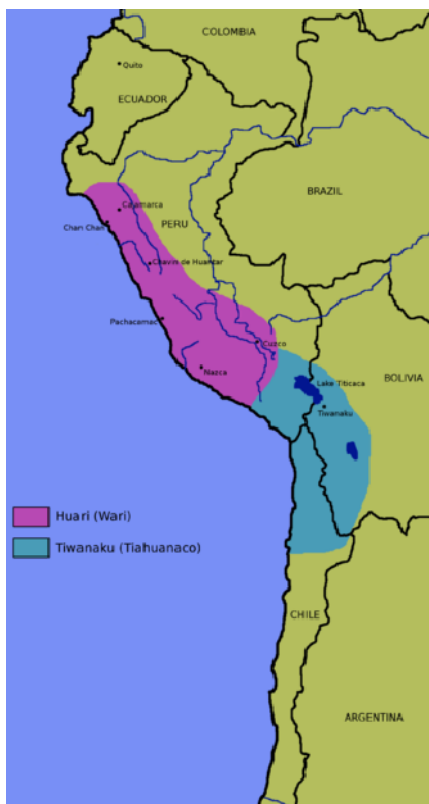 COLOMBIA
Quito
ECUADOR
BRAZIL
Cajamarca
Chan Chan
PERU
Chavin de Huantar
Pachacamac
Cuzco
Nazca
Lake Titicaca
BOLIVIA
Tiwanaku
Huari (Wari)
Tiwanaku (Tiahuanaco)
CHILE
ARGENTINA